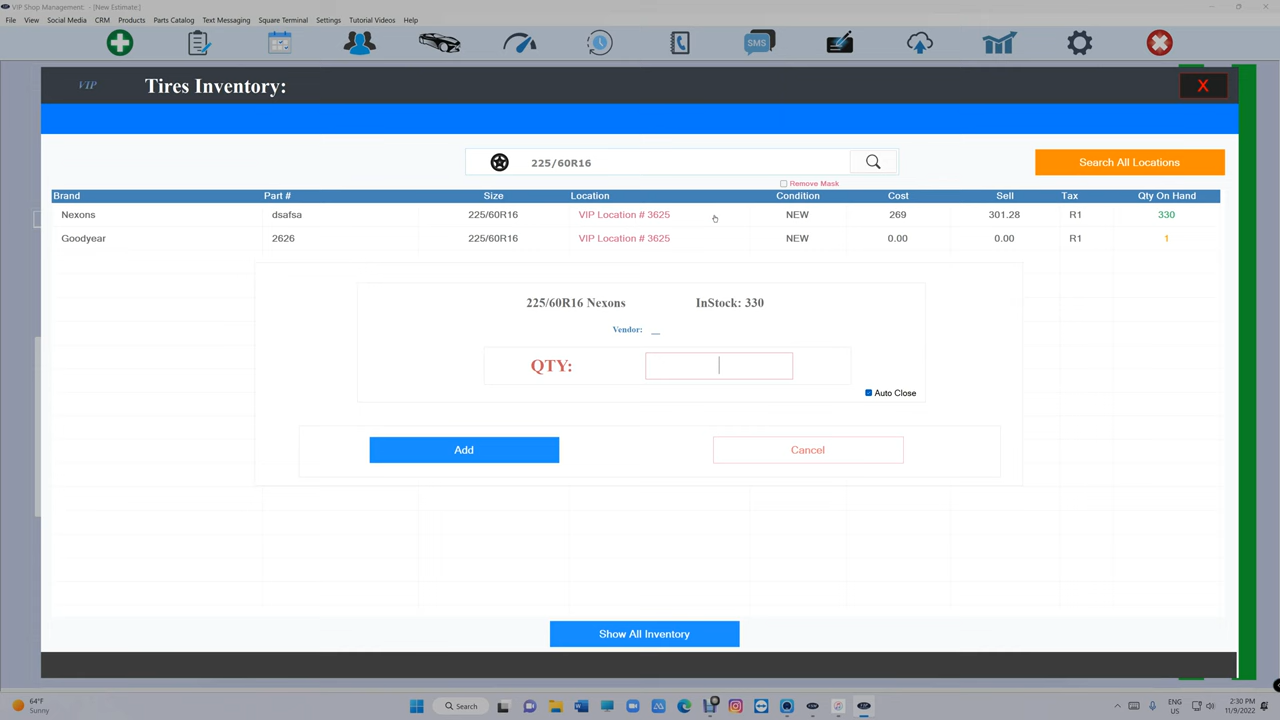 VIP Shop Management - [New Estimate:]
File View Social Media CRM Products Parts Catalog Text Messaging Square Terminal Settings Tutorial Videos Help
SMS
VIP Tires Inventory: X
225/60R16 Search All Locations
Remove Mask
Brand Part # Size Location Condition Cost Sell Tax Qty On Hand
Nexons dsafsa 225/60R16 VIP Location # 3625 NEW 269 301.28 R1 330
Goodyear 2626 225/60R16 VIP Location # 3625 NEW 0.00 0.00 R1 1
225/60R16 Nexons InStock: 330
Vendor: __
QTY:
Auto Close
Add Cancel
Show All Inventory
64°F
Sunny
Search
ENG
US
2:30 PM
11/9/2022